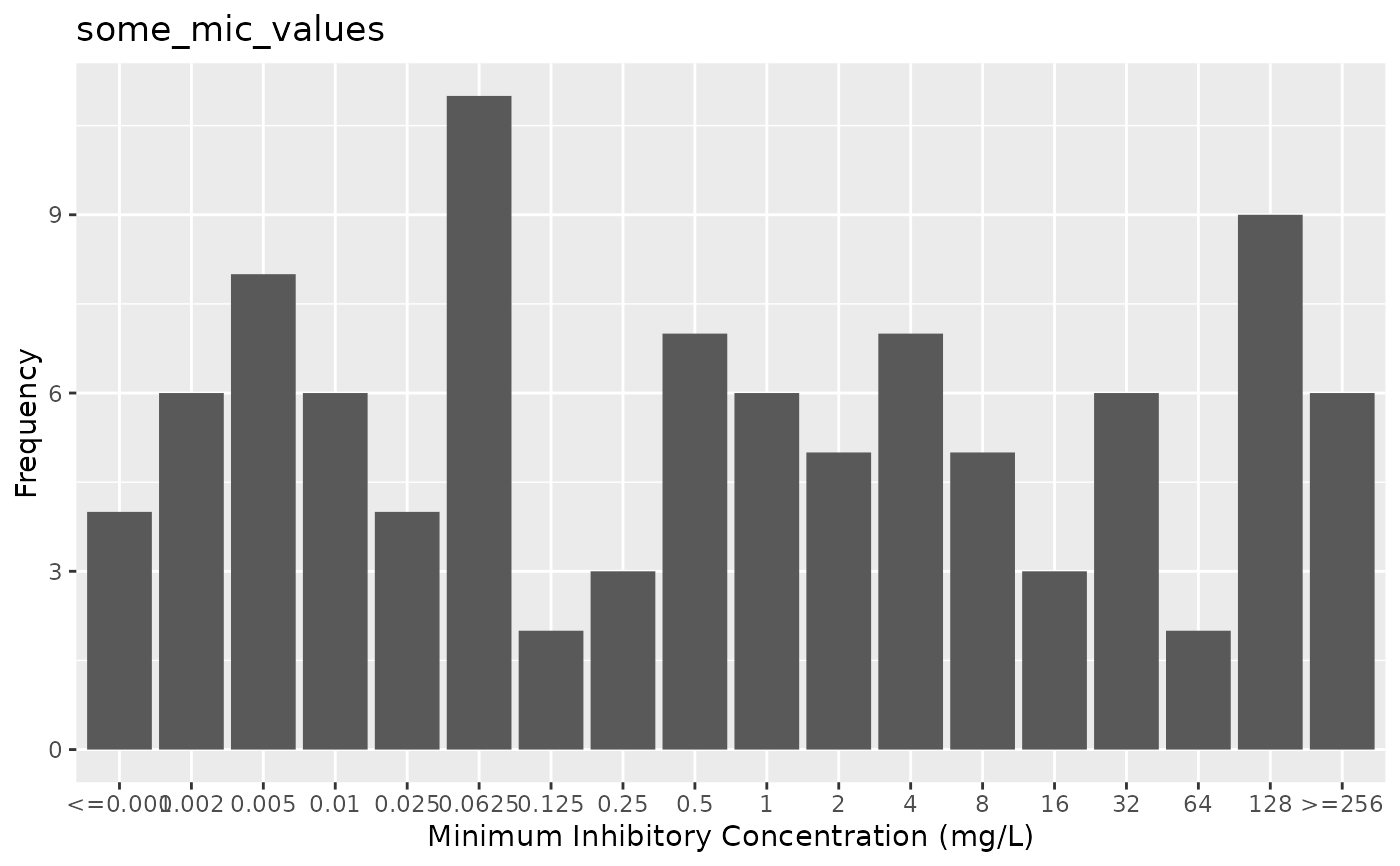 some_mic_values
Frequency
9
6
3
0
<=0.001 0.002 0.005 0.01 0.025 0.0625 0.125 0.25 0.5 1 2 4 8 16 32 64 128 >=256
Minimum Inhibitory Concentration (mg/L)